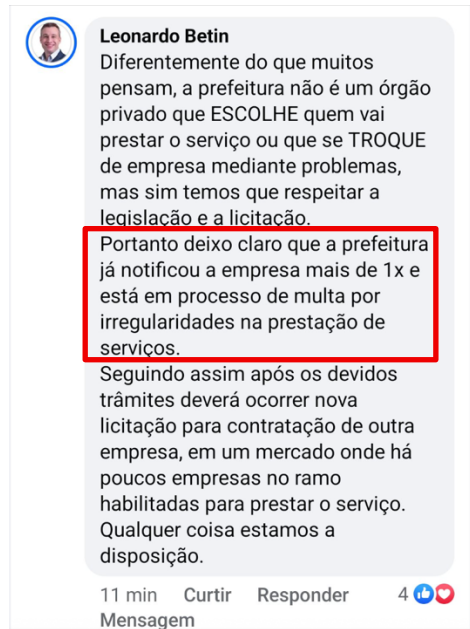 Leonardo Betin
Diferentemente do que muitos
pensam, a prefeitura não é um órgão
privado que ESCOLHE quem vai
prestar o serviço ou que se TROQUE
de empresa mediante problemas,
mas sim temos que respeitar a
legislação e a licitação.
Portanto deixo claro que a prefeitura
já notificou a empresa mais de 1x e
está em processo de multa por
irregularidades na prestação de
serviços.
Seguindo assim após os devidos
trâmites deverá ocorrer nova
licitação para contratação de outra
empresa, em um mercado onde há
poucos empresas no ramo
habilitadas para prestar o serviço.
Qualquer coisa estamos a
disposição.
11 min Curtir Responder 4
Mensagem